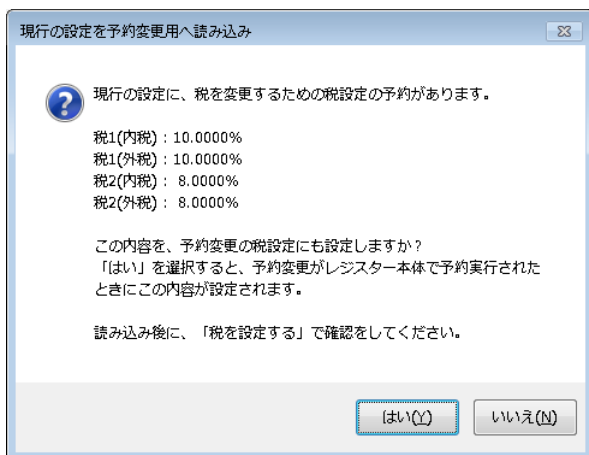 現行の設定を予約変更用へ読み込み
現行の設定に、税を変更するための税設定の予約があります。
税1(内税) : 10.0000%
税1(外税) : 10.0000%
税2(内税) :  8.0000%
税2(外税) :  8.0000%
この内容を、予約変更の税設定にも設定しますか？
「はい」を選択すると、予約変更がレジスター本体で予約実行された
ときにこの内容が設定されます。
読み込み後に、「税を設定する」で確認をしてください。
はい(Y)
いいえ(N)